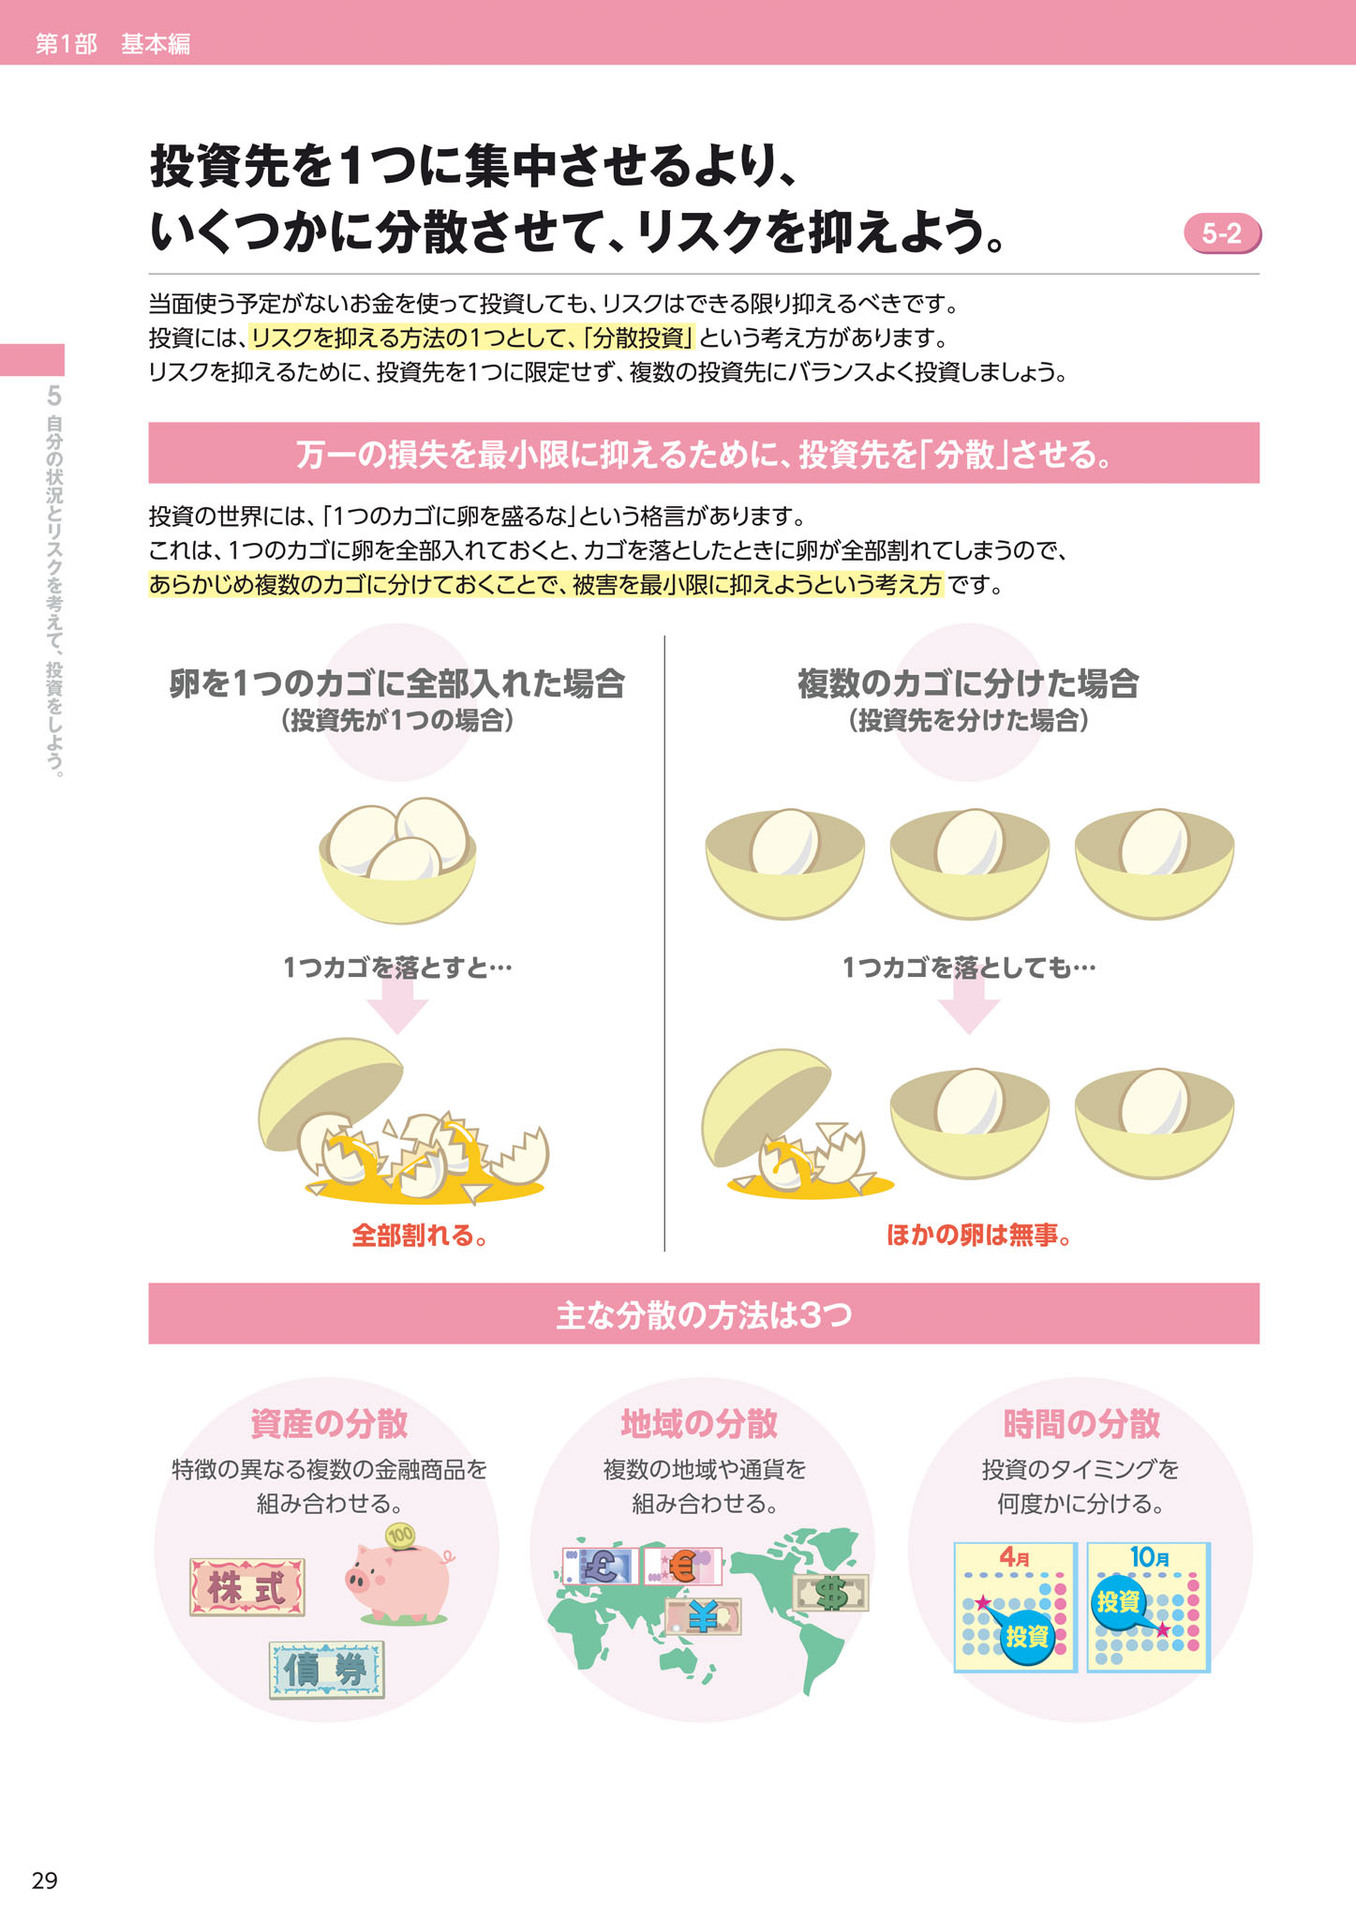 第1部　基本編
投資先を1つに集中させるより、
いくつかに分散させて、リスクを抑えよう。
5-2
当面使う予定がないお金を使って投資しても、リスクはできる限り抑えるべきです。
投資には、リスクを抑える方法の1つとして、「分散投資」という考え方があります。
リスクを抑えるために、投資先を1つに限定せず、複数の投資先にバランスよく投資しましょう。
5 自分の状況とリスクを考えて、投資をしよう。
万一の損失を最小限に抑えるために、投資先を「分散」させる。
投資の世界には、「1つのカゴに卵を盛るな」という格言があります。
これは、1つのカゴに卵を全部入れておくと、カゴを落としたときに卵が全部割れてしまうので、
あらかじめ複数のカゴに分けておくことで、被害を最小限に抑えようという考え方です。
卵を1つのカゴに全部入れた場合
（投資先が1つの場合）
1つカゴを落とすと…
全部割れる。
複数のカゴに分けた場合
（投資先を分けた場合）
1つカゴを落としても…
ほかの卵は無事。
主な分散の方法は3つ
資産の分散
特徴の異なる複数の金融商品を
組み合わせる。
100
株式
債券
地域の分散
複数の地域や通貨を
組み合わせる。
£
€
¥
$
時間の分散
投資のタイミングを
何度かに分ける。
4月
投資
10月
投資
29